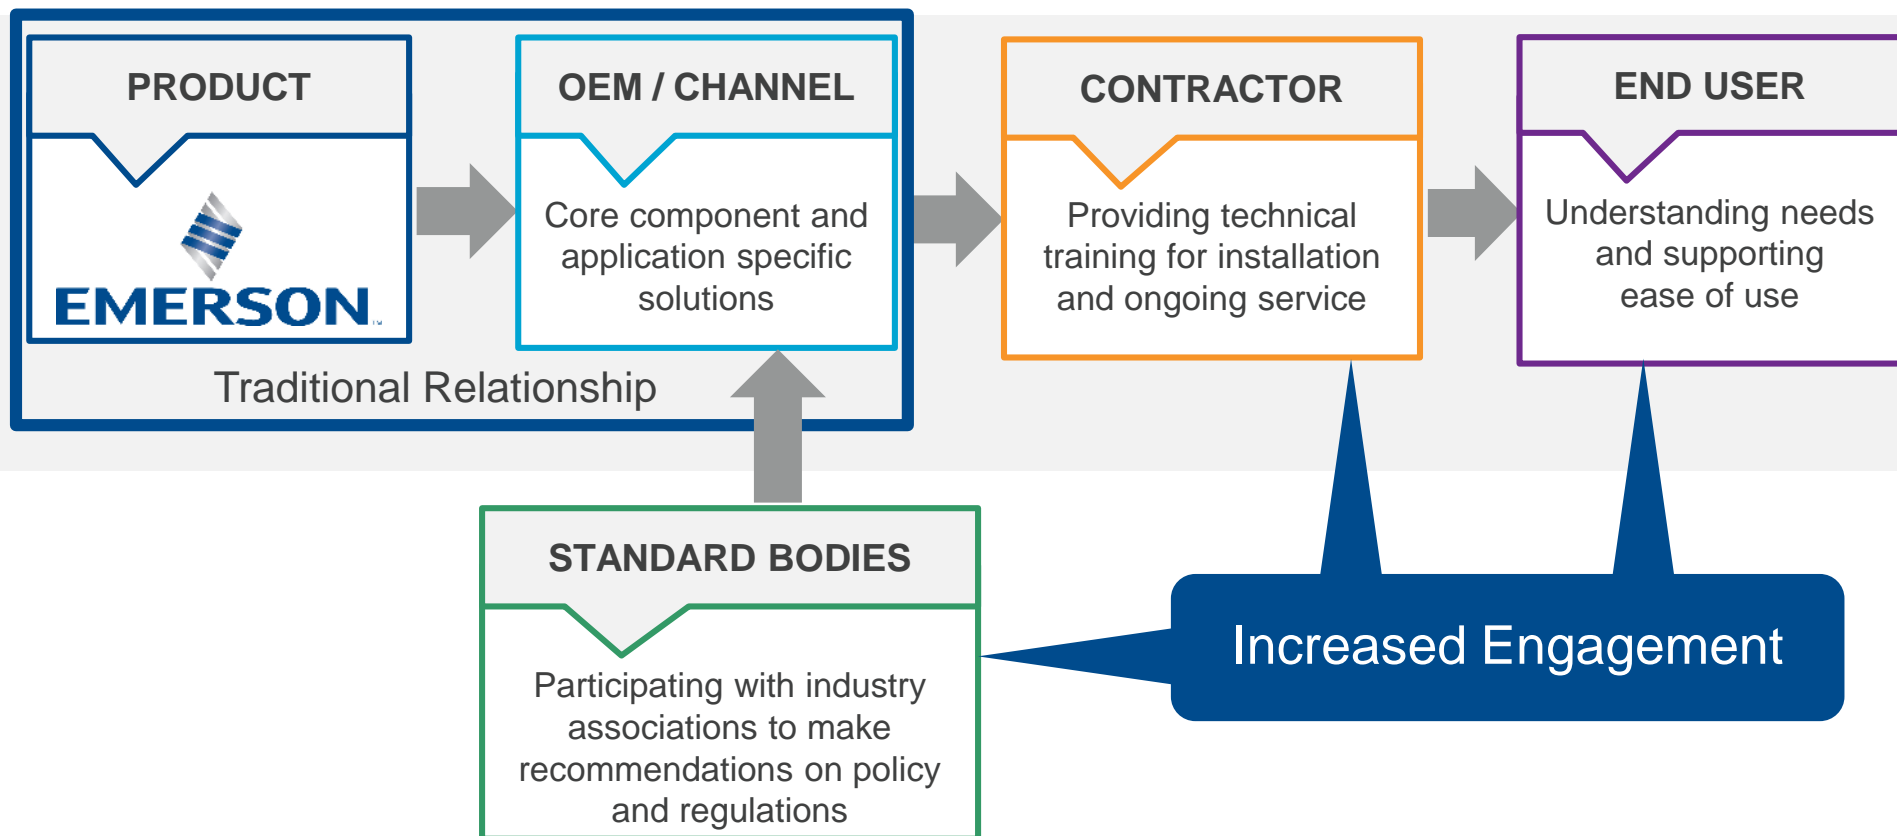 PRODUCT
EMERSON
TM
Traditional Relationship
OEM / CHANNEL
Core component and
application specific
solutions
CONTRACTOR
Providing technical
training for installation
and ongoing service
END USER
Understanding needs
and supporting
ease of use
STANDARD BODIES
Participating with industry
associations to make
recommendations on policy
and regulations
Increased Engagement